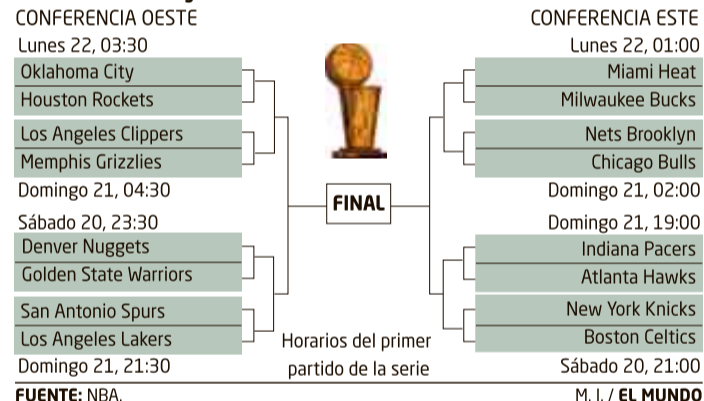 CONFERENCIA OESTE
Lunes 22, 03:30
Oklahoma City
Houston Rockets
Los Angeles Clippers
Memphis Grizzlies
Domingo 21, 04:30
Sábado 20, 23:30
Denver Nuggets
Golden State Warriors
San Antonio Spurs
Los Angeles Lakers
Domingo 21, 21:30
FINAL
CONFERENCIA ESTE
Lunes 22, 01:00
Miami Heat
Milwaukee Bucks
Nets Brooklyn
Chicago Bulls
Domingo 21, 02:00
Domingo 21, 19:00
Indiana Pacers
Atlanta Hawks
New York Knicks
Boston Celtics
Sábado 20, 21:00
Horarios del primer
partido de la serie
FUENTE: NBA.
M. J. / EL MUNDO